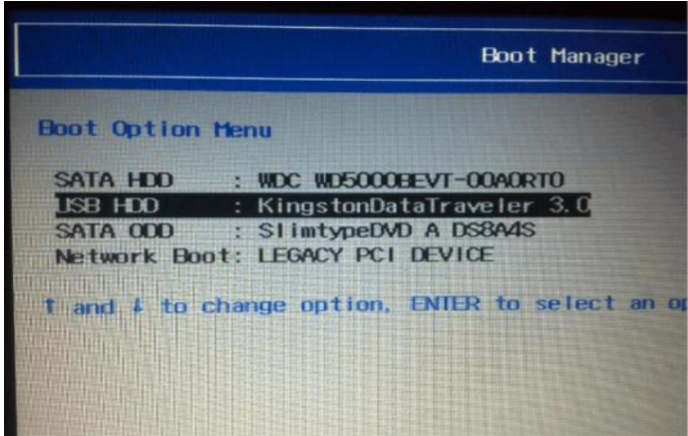 Boot Manager
Boot Option Menu
SATA HDD : WDC WD5000BEVT-00A0RT0
USB HDD : KingstonDataTraveler 3.0
SATA ODD : SlimtypeDVD A DS8A4S
Network Boot: LEGACY PCI DEVICE
↑ and ↓ to change option, ENTER to select an